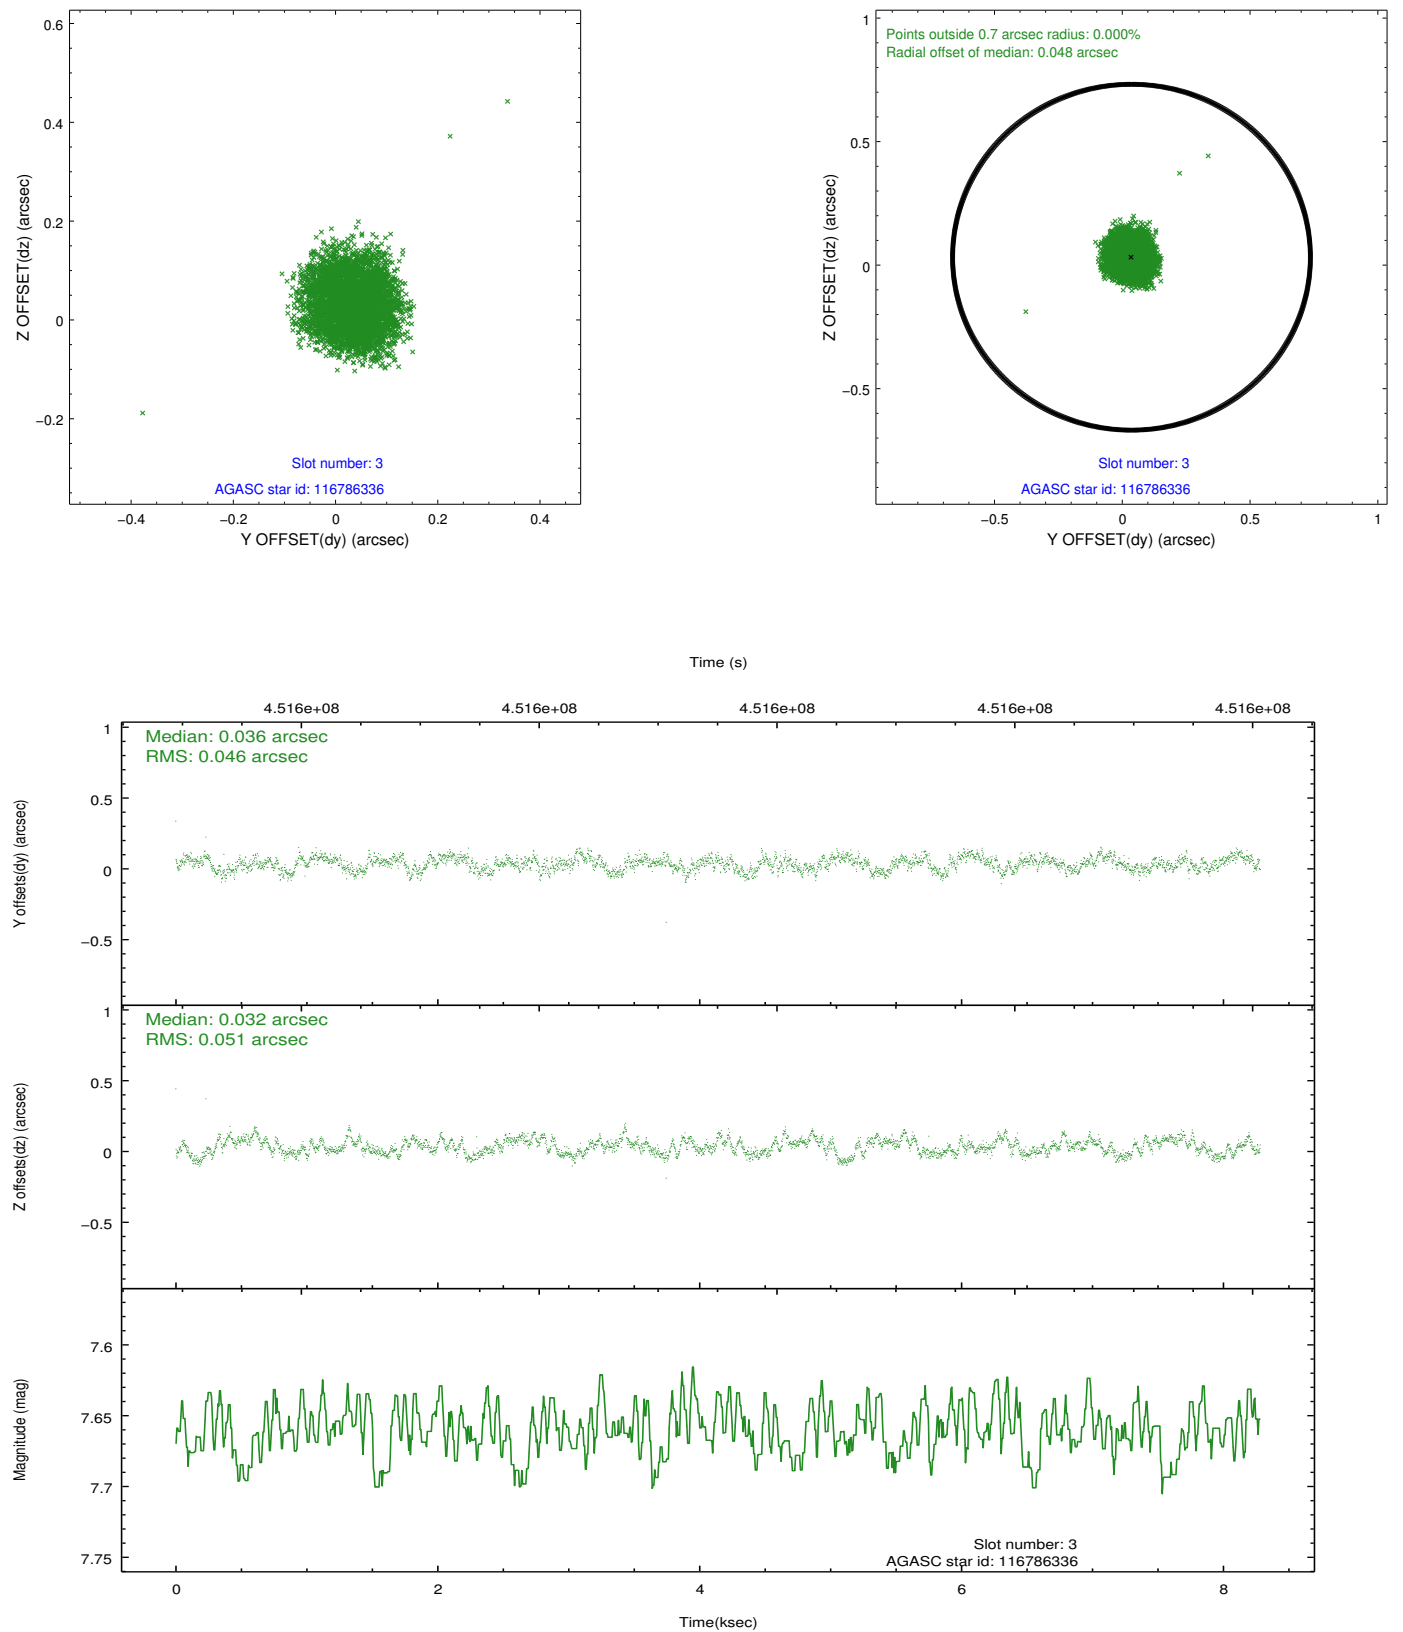 0.6
0.4
0.2
0
−0.2
Z OFFSET(dz) (arcsec)
Slot number: 3
AGASC star id: 116786336
−0.4 −0.2 0 0.2 0.4
Y OFFSET(dy) (arcsec)
Points outside 0.7 arcsec radius: 0.000%
Radial offset of median: 0.048 arcsec
1
0.5
0
−0.5
Z OFFSET(dz) (arcsec)
Slot number: 3
AGASC star id: 116786336
−0.5 0 0.5 1
Y OFFSET(dy) (arcsec)
Time (s)
4.516e+08 4.516e+08 4.516e+08 4.516e+08 4.516e+08
Median: 0.036 arcsec
RMS: 0.046 arcsec
1
0.5
0
−0.5
Y offsets(dy) (arcsec)
Median: 0.032 arcsec
RMS: 0.051 arcsec
1
0.5
0
−0.5
Z offsets(dz) (arcsec)
7.6
7.65
7.7
7.75
Magnitude (mag)
Slot number: 3
AGASC star id: 116786336
0 2 4 6 8
Time(ksec)